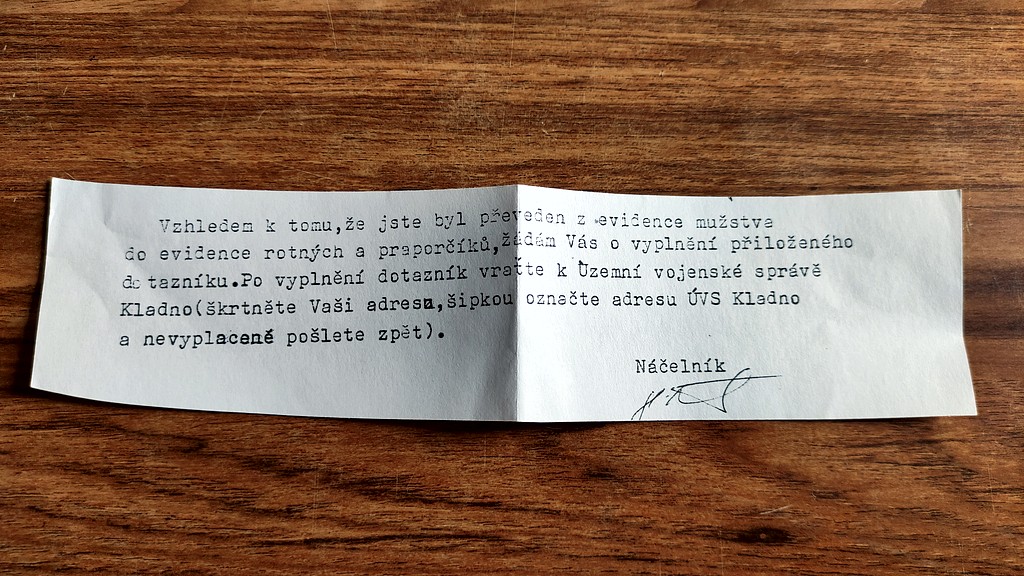 Vzhledem k tomu,že jste byl převeden z evidence mužstva
do evidence rotných a praporčíků,žádám Vás o vyplnění přiloženého
dotazníku.Po vyplnění dotazník vraťte k Územní vojenské správě
Kladno(škrtněte Vaši adresu,šipkou označte adresu ÚVS Kladno
a nevyplaceně pošlete zpět).
Náčelník